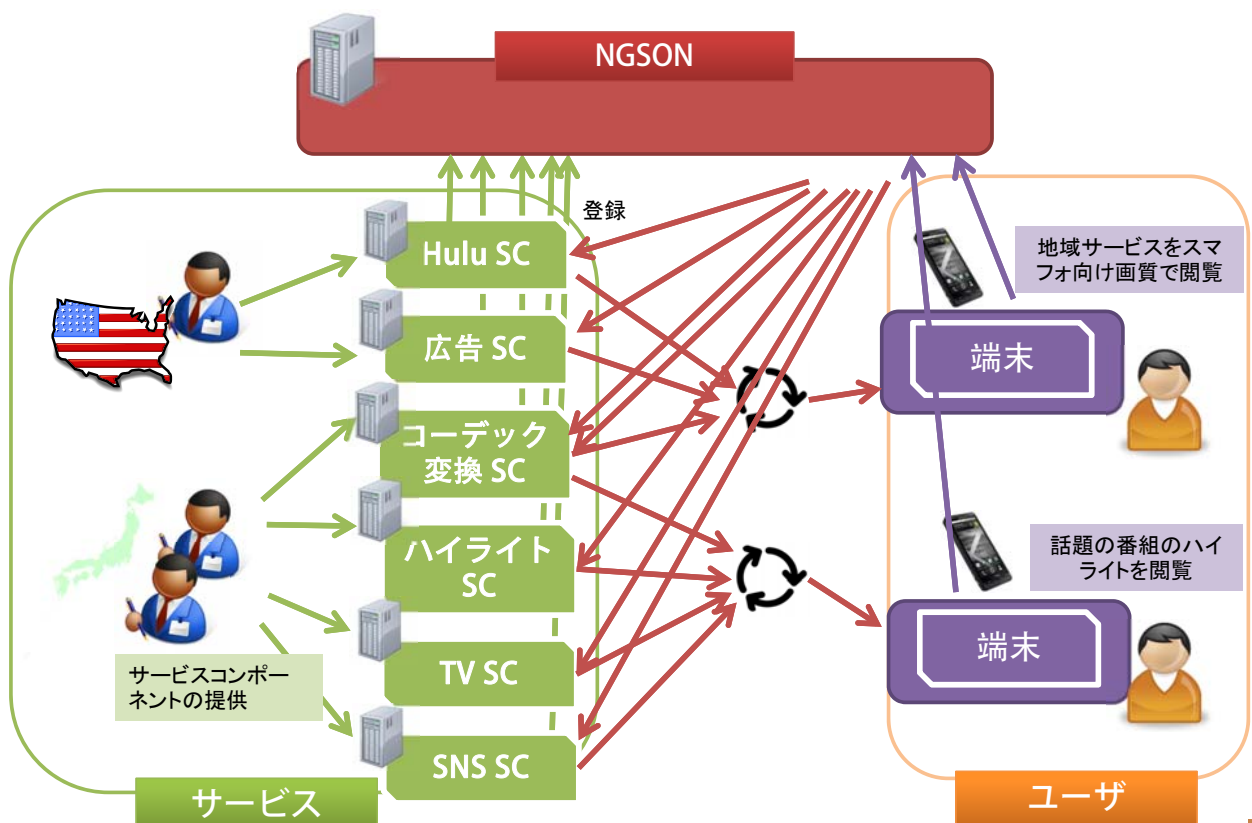 NGSON
登録
Hulu SC
広告 SC
コーデック
変換 SC
ハイライト
SC
TV SC
SNS SC
サービスコンポー
ネントの提供
サービス
地域サービスをスマ
フォ向け画質で閲覧
端末
話題の番組のハイ
ライトを閲覧
端末
ユーザ